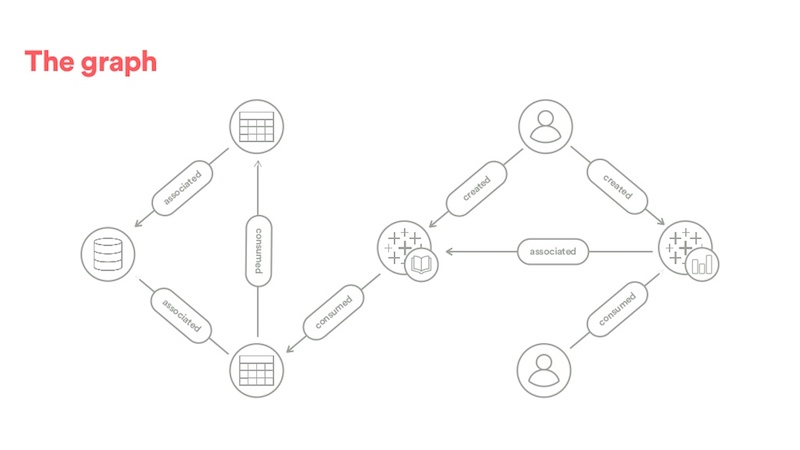 The graph
associated
created
created
consumed
associated
associated
consumed
consumed